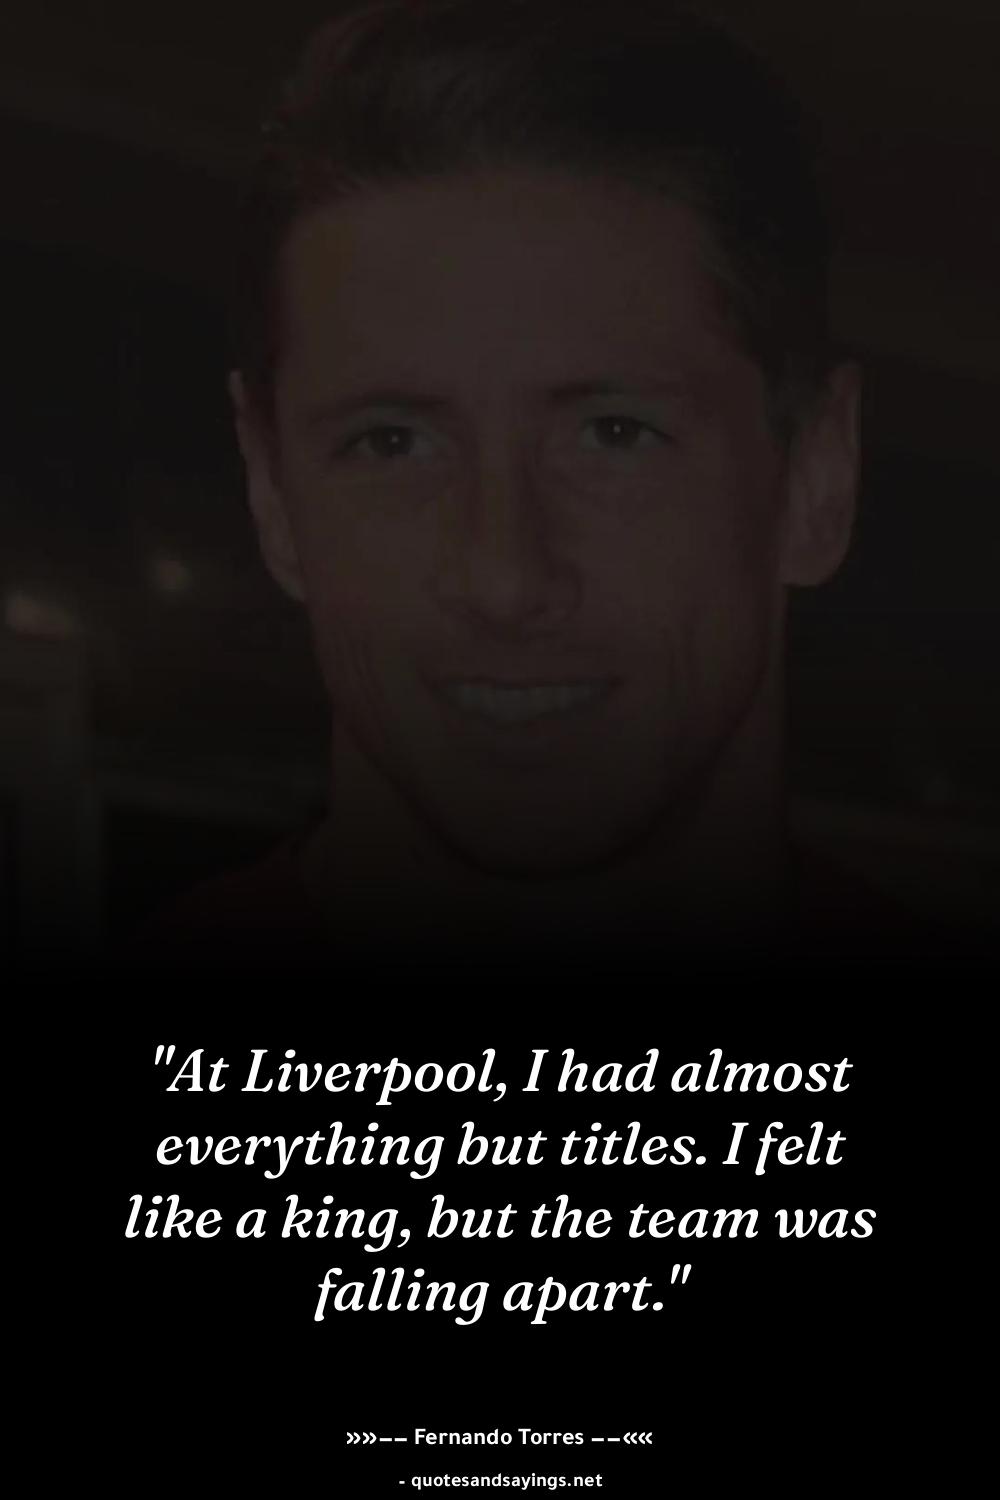 "At Liverpool, I had almost
everything but titles. I felt
like a king, but the team was
falling apart."
»»−− Fernando Torres −−««
- quotesandsayings.net